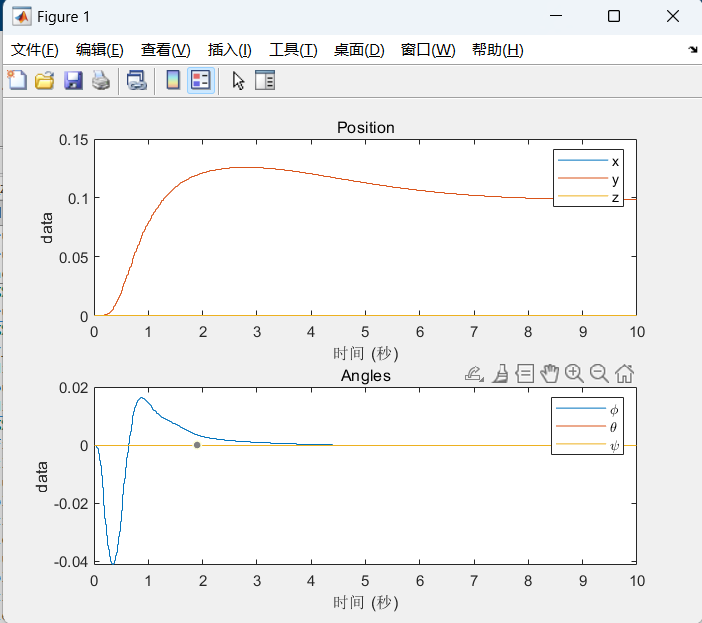 Figure 1
文件(F) 编辑(E) 查看(V) 插入(I) 工具(T) 桌面(D) 窗口(W) 帮助(H)
Position
0.15
0.1
0.05
0
data
x
y
z
0 1 2 3 4 5 6 7 8 9 10
时间 (秒)
Angles
0.02
0
-0.02
-0.04
data
ϕ
θ
ψ
0 1 2 3 4 5 6 7 8 9 10
时间 (秒)